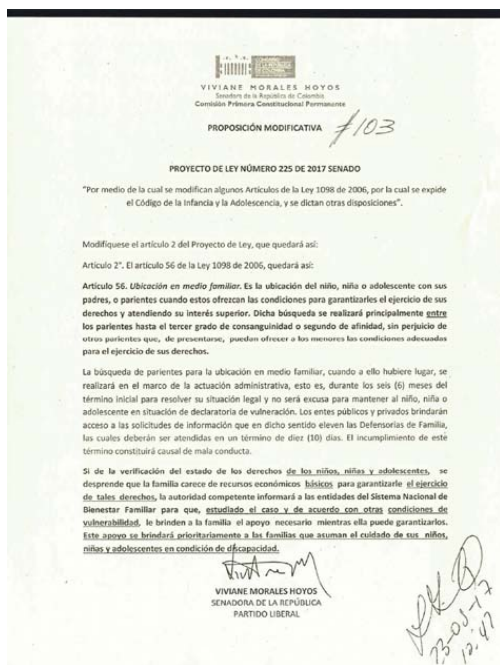 VIVIANE MORALES HOYOS
Senadora de la República de Colombia
Comisión Primera Constitucional Permanente
PROPOSICIÓN MODIFICATIVA #103
PROYECTO DE LEY NÚMERO 225 DE 2017 SENADO
"Por medio de la cual se modifican algunos Artículos de la Ley 1098 de 2006, por la cual se expide
el Código de la Infancia y la Adolescencia, y se dictan otras disposiciones".
Modifíquese el artículo 2 del Proyecto de Ley, que quedará así:
Artículo 2°. El artículo 56 de la Ley 1098 de 2006, quedará así:
Artículo 56. Ubicación en medio familiar. Es la ubicación del niño, niña o adolescente con sus
padres, o parientes cuando estos ofrezcan las condiciones para garantizarles el ejercicio de sus
derechos y atendiendo su interés superior. Dicha búsqueda se realizará principalmente entre
los parientes hasta el tercer grado de consanguinidad o segundo de afinidad, sin perjuicio de
otros parientes que, de presentarse, puedan ofrecer a los menores las condiciones adecuadas
para el ejercicio de sus derechos.
La búsqueda de parientes para la ubicación en medio familiar, cuando a ello hubiere lugar, se
realizará en el marco de la actuación administrativa, esto es, durante los seis (6) meses del
término inicial para resolver su situación legal y no será excusa para mantener al niño, niña o
adolescente en situación de declaratoria de vulneración. Los entes públicos y privados brindarán
acceso a las solicitudes de información que en dicho sentido eleven las Defensorías de Familia,
las cuales deberán ser atendidas en un término de diez (10) días. El incumplimiento de este
término constituirá causal de mala conducta.
Si de la verificación del estado de los derechos de los niños, niñas y adolescentes, se
desprende que la familia carece de recursos económicos básicos para garantizarle el ejercicio
de tales derechos, la autoridad competente informará a las entidades del Sistema Nacional de
Bienestar Familiar para que, estudiado el caso y de acuerdo con otras condiciones de
vulnerabilidad, le brinden a la familia el apoyo necesario mientras ella puede garantizarlos.
Este apoyo se brindará prioritariamente a las familias que asuman el cuidado de sus niños,
niñas y adolescentes en condición de discapacidad.
VIVIANE MORALES HOYOS
SENADORA DE LA REPÚBLICA
PARTIDO LIBERAL
23-05-17
12:47